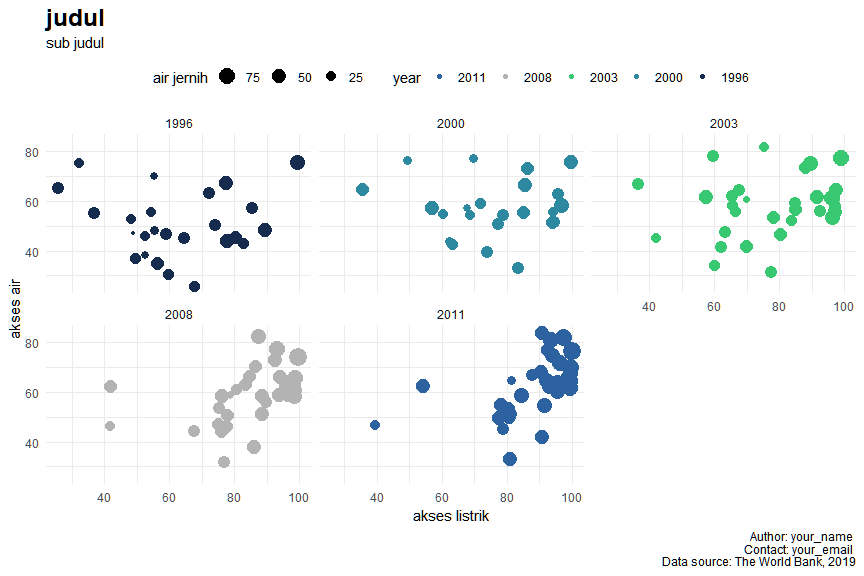 judul
sub judul
air jernih 75 50 25 year 2011 2008 2003 2000 1996
1996 2000 2003
80
60
40
40 60 80 100
akses air
2008 2011
80
60
40
40 60 80 100 40 60 80 100
akses listrik
Author: your_name
Contact: your_email
Data source: The World Bank, 2019